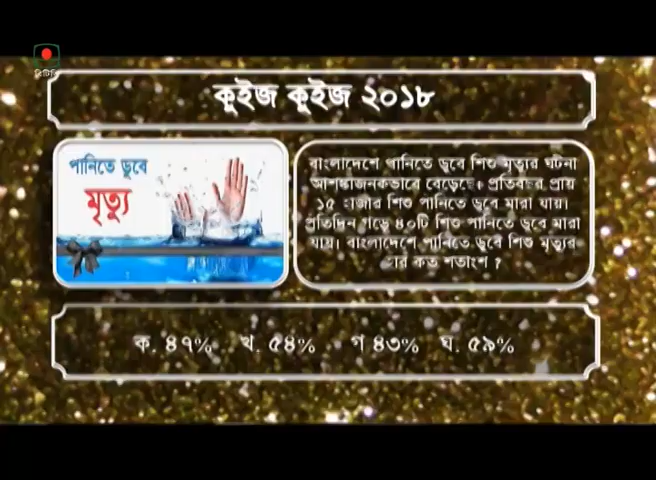 বিটিভি
কুইজ কুইজ ২০১৮
পানিতে ডুবে
মৃত্যু
বাংলাদেশে পানিতে ডুবে শিশু মৃত্যুর ঘটনা
আশঙ্কাজনকভাবে বেড়েছে। প্রতিবছর প্রায়
১৫ হাজার শিশু পানিতে ডুবে মারা যায়।
প্রতিদিন গড়ে ৪০টি শিশু পানিতে ডুবে মারা
যায়। বাংলাদেশে পানিতে ডুবে শিশু মৃত্যুর
হার কত শতাংশ ?
ক. ৪৭% খ. ৫৪% গ ৪৩% ঘ. ৫৯%